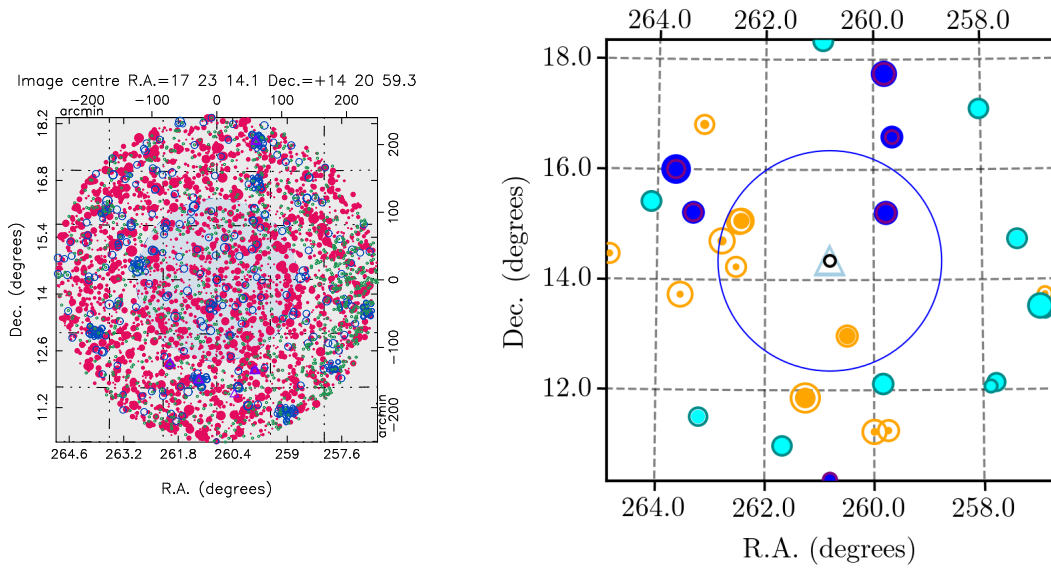 Image centre R.A.=17 23 14.1 Dec.=+14 20 59.3
−200 −100 0 100 200
arcmin
18.2 16.8 15.4 14 12.6 11.2
Dec. (degrees)
200 100 0 −100 −200
arcmin
264.6 263.2 261.8 260.4 259 257.6
R.A. (degrees)
264.0 262.0 260.0 258.0
18.0
16.0
14.0
12.0
Dec. (degrees)
264.0 262.0 260.0 258.0
R.A. (degrees)